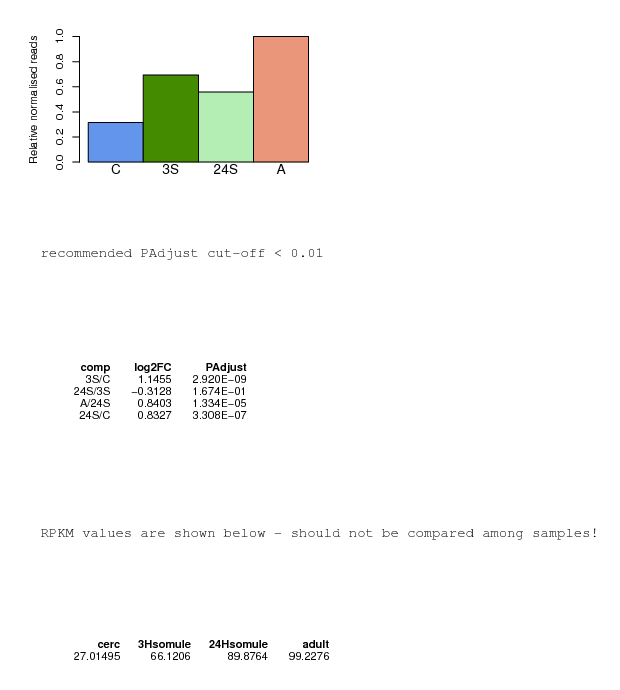 Relative normalised reads
1.0
0.8
0.6
0.4
0.2
0.0
C 3S 24S A
recommended PAdjust cut-off < 0.01
comp log2FC PAdjust
3S/C 1.1455 2.920E-09
24S/3S -0.3128 1.674E-01
A/24S 0.8403 1.334E-05
24S/C 0.8327 3.308E-07
RPKM values are shown below - should not be compared among samples!
cerc 3Hsomule 24Hsomule adult
27.01495 66.1206 89.8764 99.2276